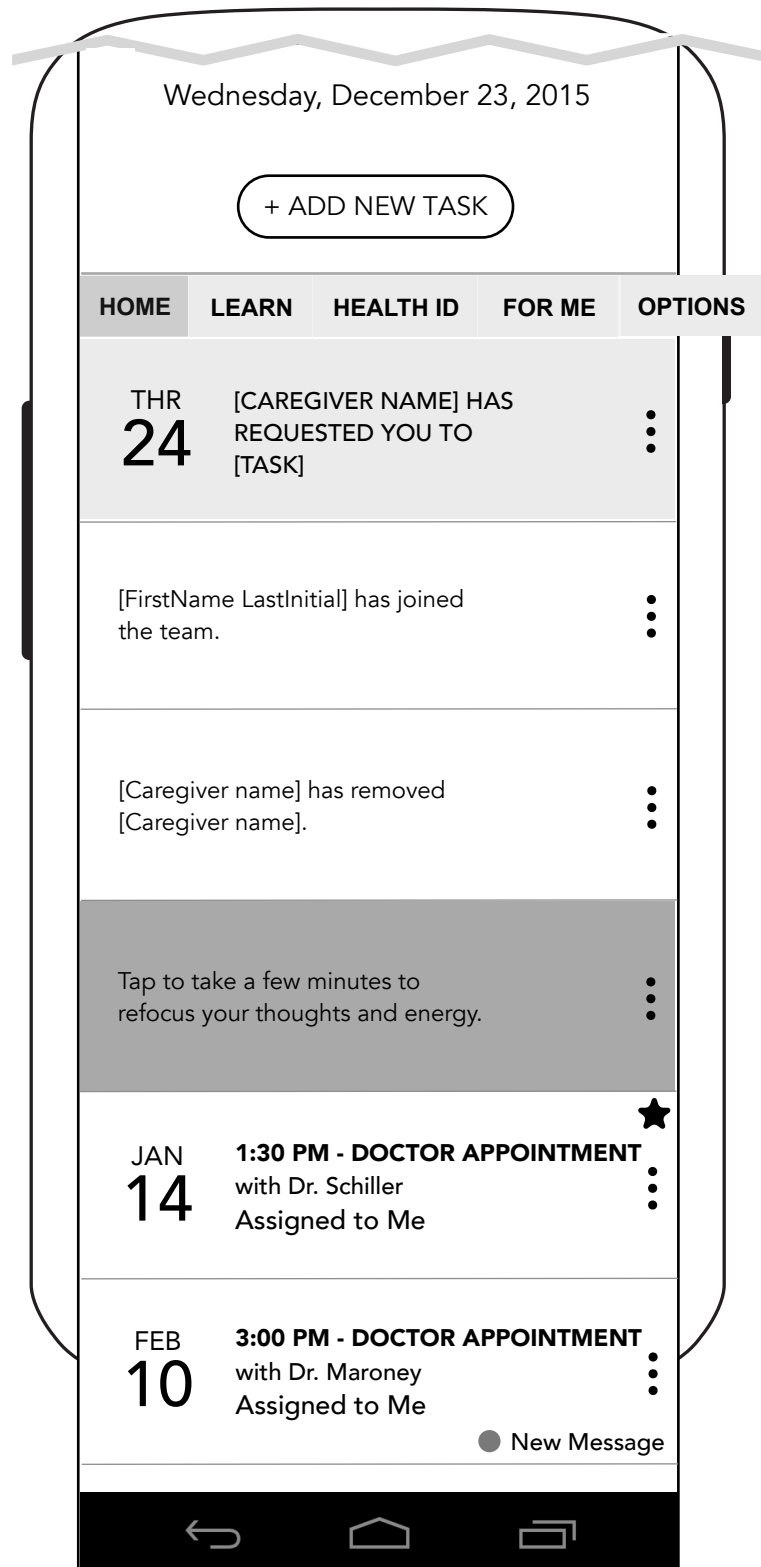 Wednesday, December 23, 2015
+ ADD NEW TASK
HOME LEARN HEALTH ID FOR ME OPTIONS
THR
24
[CAREGIVER NAME] HAS
REQUESTED YOU TO
[TASK]
[FirstName LastInitial] has joined
the team.
[Caregiver name] has removed
[Caregiver name].
Tap to take a few minutes to
refocus your thoughts and energy.
JAN
14
1:30 PM - DOCTOR APPOINTMENT
with Dr. Schiller
Assigned to Me
FEB
10
3:00 PM - DOCTOR APPOINTMENT
with Dr. Maroney
Assigned to Me
New Message